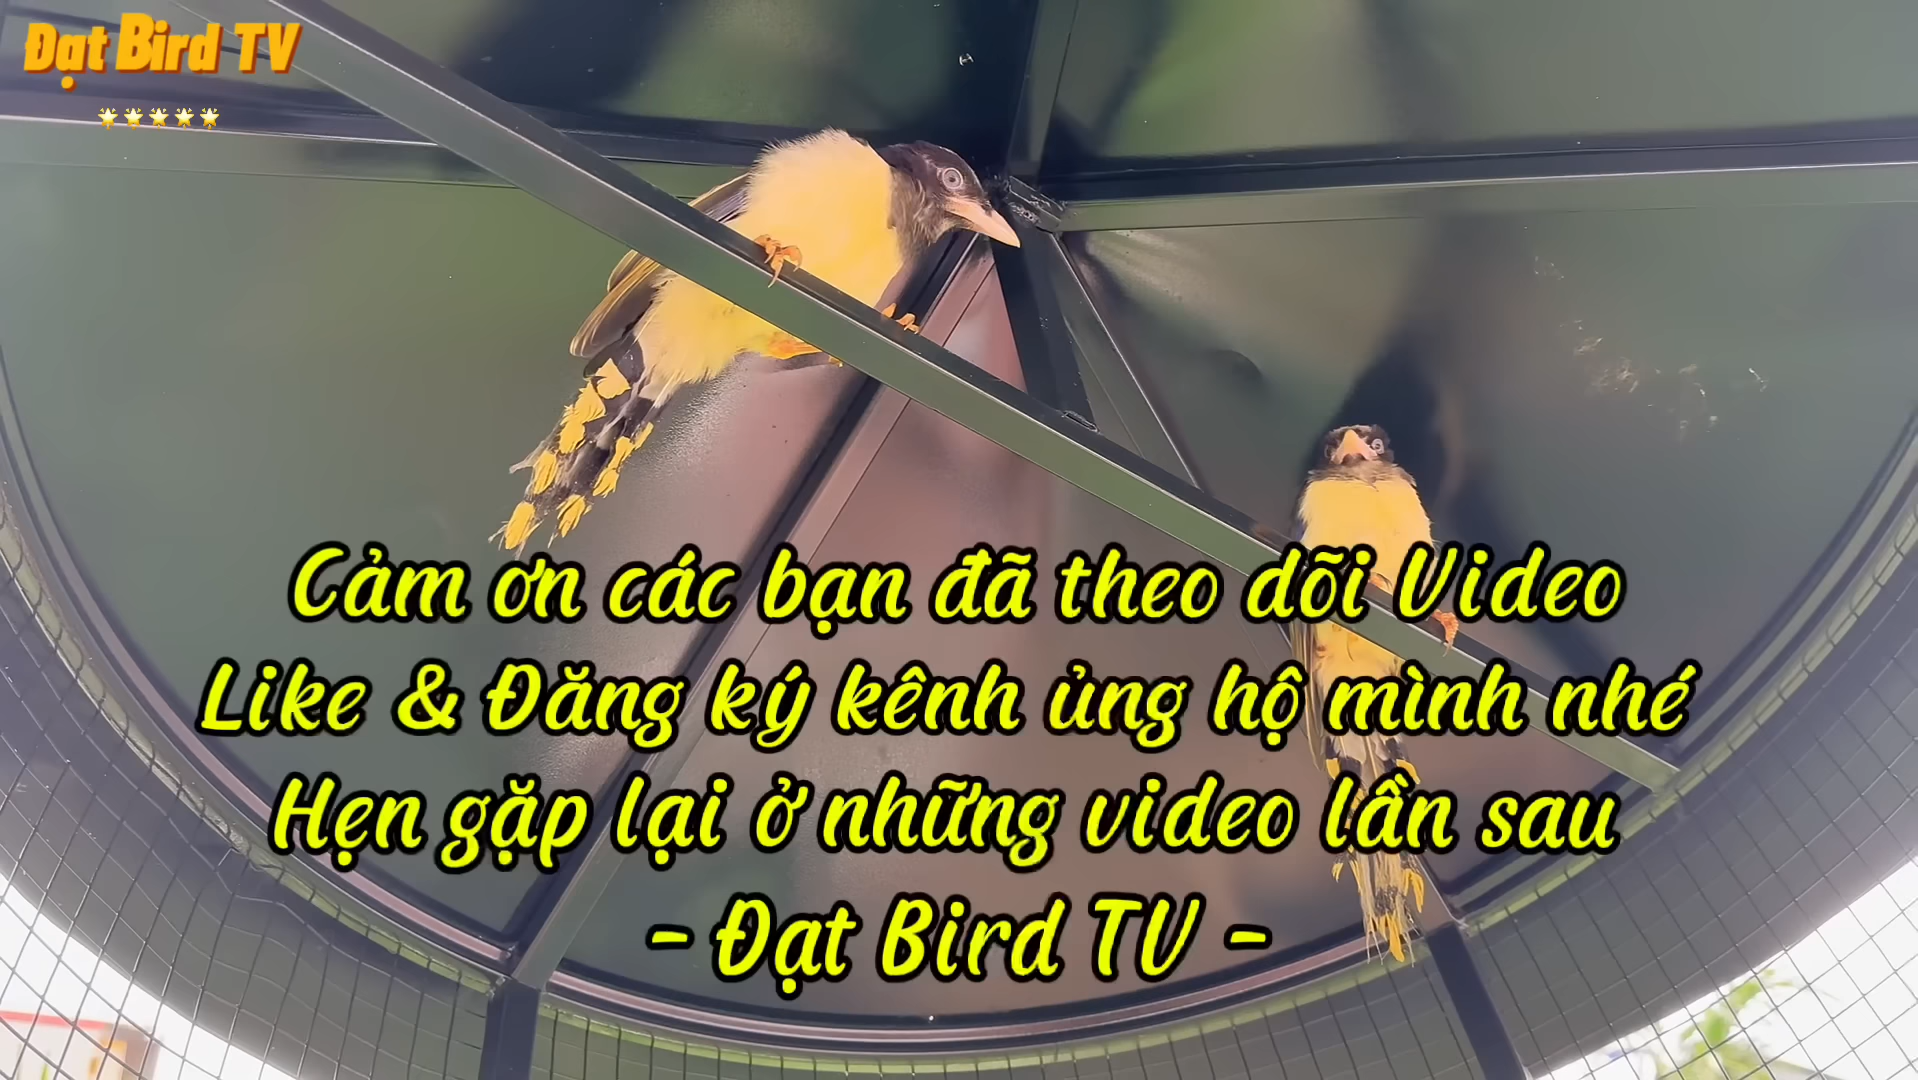 Đạt Bird TV
Cảm ơn các bạn đã theo dõi Video
Like & Đăng ký kênh ủng hộ mình nhé
Hẹn gặp lại ở những video lần sau
- Đạt Bird TV -